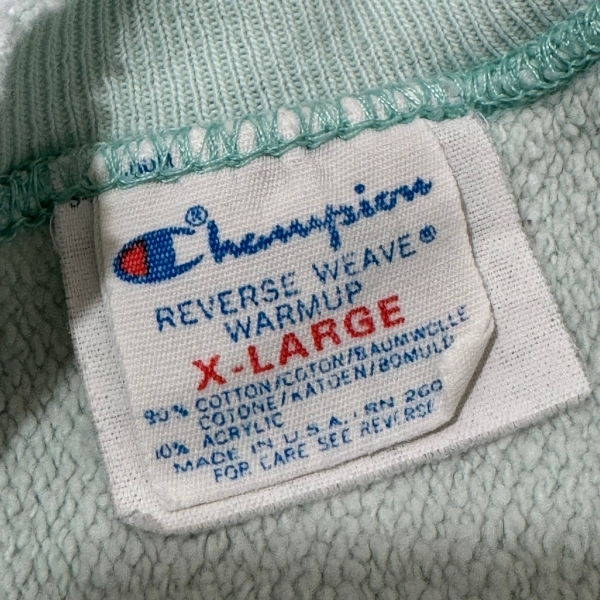 Champion®
REVERSE WEAVE®
WARMUP
X-LARGE
90% COTTON/COTON/BAUMWOLLE
COTONE/KATOEN/BOMULD
10% ACRYLIC
MADE IN U.S.A. RN 26094
FOR CARE SEE REVERSE